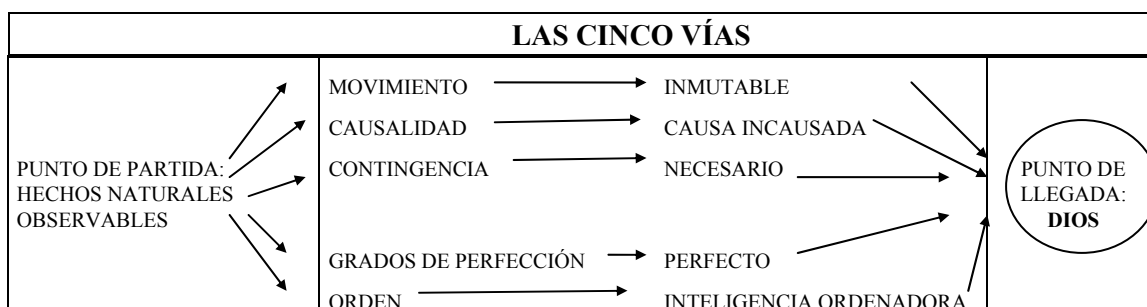 LAS CINCO VÍAS
PUNTO DE PARTIDA:
HECHOS NATURALES
OBSERVABLES
MOVIMIENTO
INMUTABLE
CAUSALIDAD
CAUSA INCAUSADA
CONTINGENCIA
NECESARIO
GRADOS DE PERFECCIÓN
PERFECTO
ORDEN
INTELIGENCIA ORDENADORA
PUNTO DE
LLEGADA:
DIOS